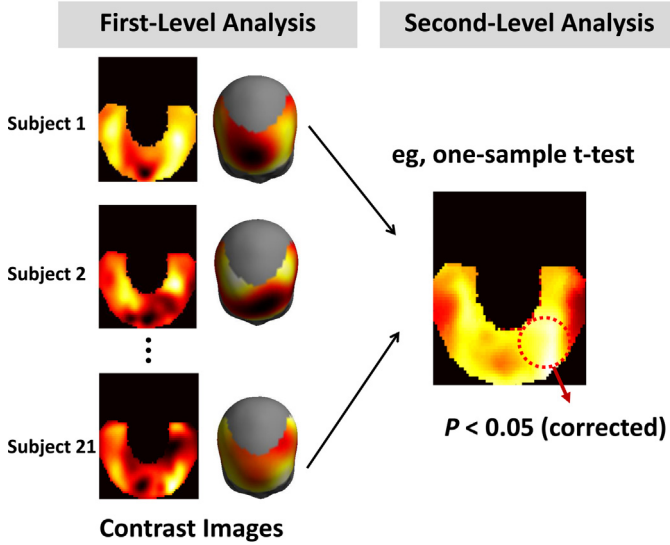 First-Level Analysis
Second-Level Analysis
Subject 1
eg, one-sample t-test
Subject 2
Subject 21
P < 0.05 (corrected)
Contrast Images